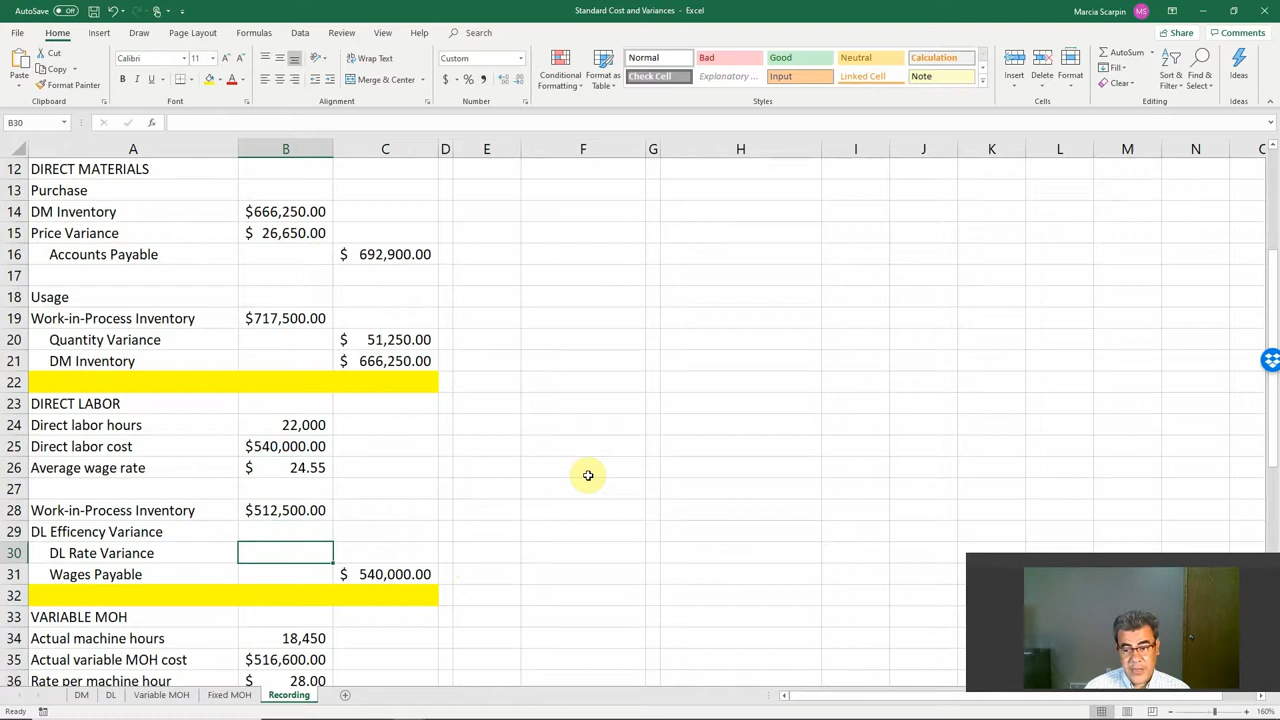 AutoSave Off Standard Cost and Variances - Excel Marcia Scarpin MS
File Home Insert Draw Page Layout Formulas Data Review View Help Search Share Comments
Paste Cut Copy Format Painter Clipboard
Calibri 11 B I U A Font
Wrap Text Merge & Center Alignment
Custom $ % Number
Conditional Formatting Format as Table
Normal Bad Good Neutral Calculation
Check Cell Explanatory ... Input Linked Cell Note
Styles
Insert Delete Format Cells
AutoSum Fill Clear Sort & Filter Find & Select Editing
Ideas Ideas
B30 fx
A B C D E F G H I J K L M N
12 DIRECT MATERIALS
13 Purchase
14 DM Inventory $666,250.00
15 Price Variance $ 26,650.00
16 Accounts Payable $ 692,900.00
17
18 Usage
19 Work-in-Process Inventory $717,500.00
20 Quantity Variance $ 51,250.00
21 DM Inventory $ 666,250.00
22
23 DIRECT LABOR
24 Direct labor hours 22,000
25 Direct labor cost $540,000.00
26 Average wage rate $ 24.55
27
28 Work-in-Process Inventory $512,500.00
29 DL Efficency Variance
30 DL Rate Variance
31 Wages Payable $ 540,000.00
32
33 VARIABLE MOH
34 Actual machine hours 18,450
35 Actual variable MOH cost $516,600.00
36 Rate per machine hour $ 28.00
DM DL Variable MOH Fixed MOH Recording
Ready 160%